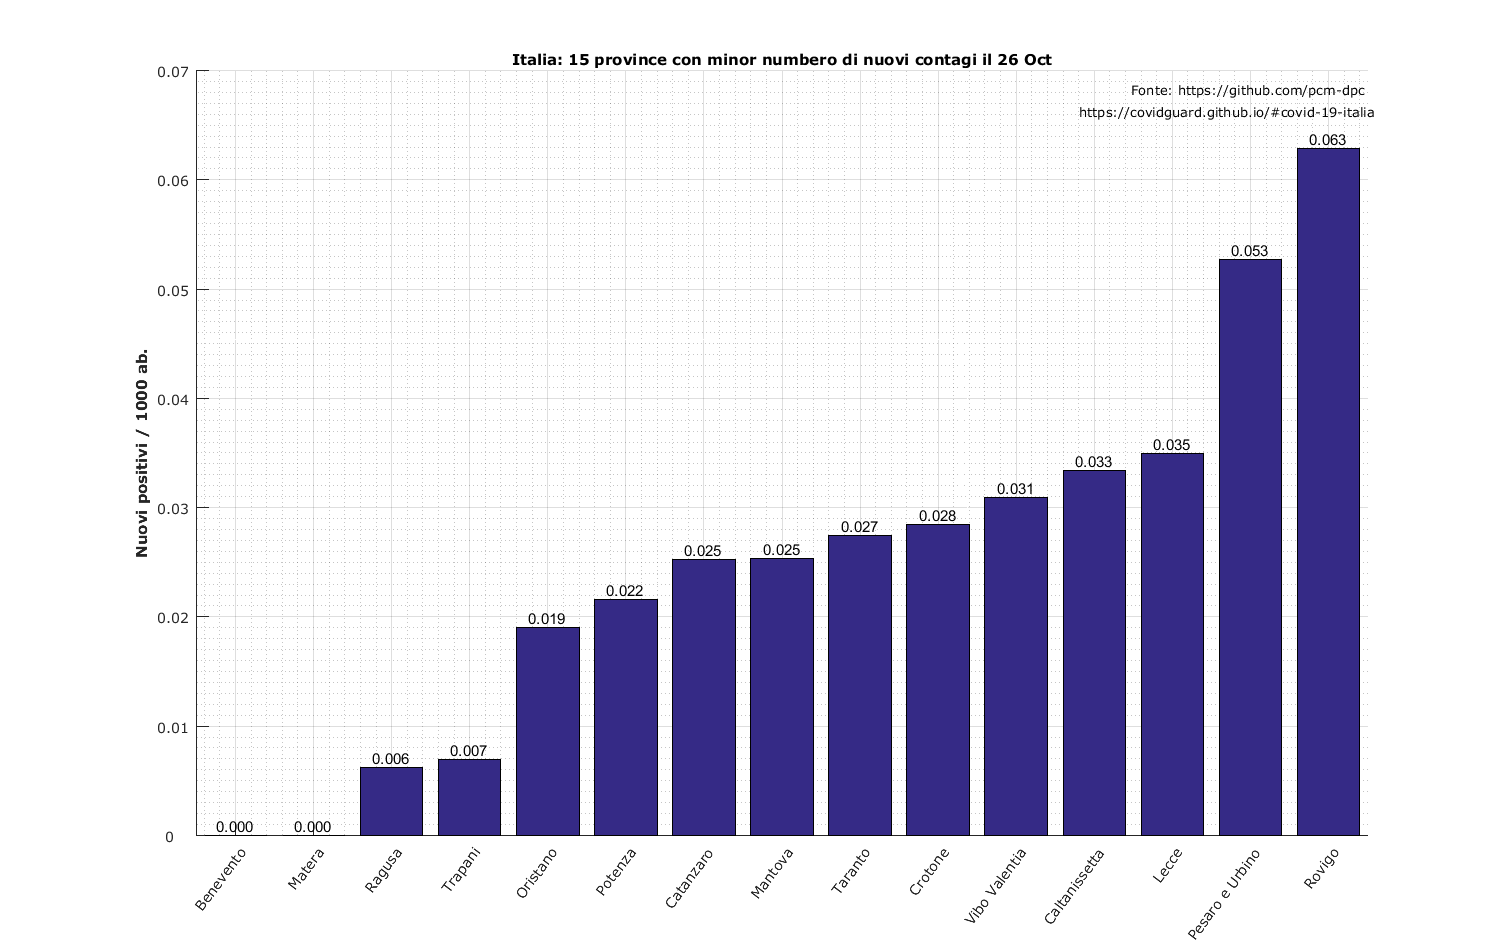 Italia: 15 province con minor numbero di nuovi contagi il 26 Oct
Fonte: https://github.com/pcm-dpc
https://covidguard.github.io/#covid-19-italia
Nuovi positivi / 1000 ab.
0.07
0.06
0.05
0.04
0.03
0.02
0.01
0
0.000
0.000
0.006
0.007
0.019
0.022
0.025
0.025
0.027
0.028
0.031
0.033
0.035
0.053
0.063
Benevento
Matera
Ragusa
Trapani
Oristano
Potenza
Catanzaro
Mantova
Taranto
Crotone
Vibo Valentia
Caltanissetta
Lecce
Pesaro e Urbino
Rovigo